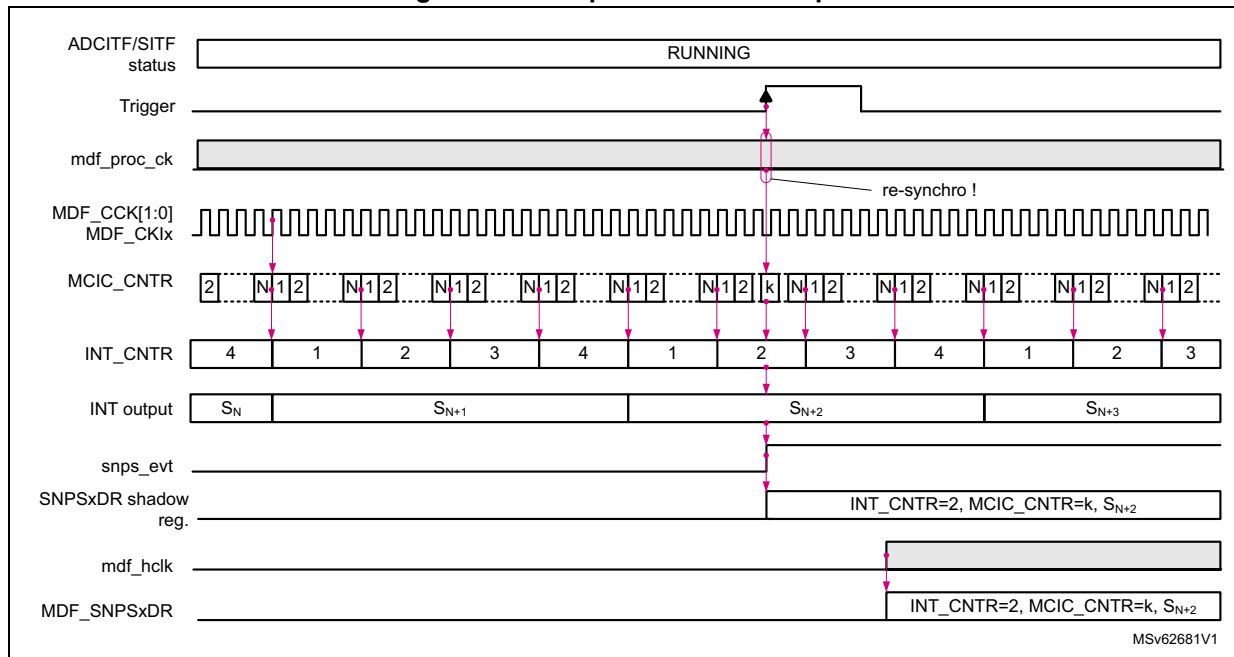 ADCITF/SITF
status
RUNNING
Trigger
mdf_proc_ck
re-synchro !
MDF_CCK[1:0]
MDF_CKIx
MCIC_CNTR
2 N 1 2 N 1 2 N 1 2 N 1 2 N 1 2 N 1 2 k N 1 2 N 1 2 N 1 2 N 1 2 N 1 2
INT_CNTR
4 1 2 3 4 1 2 3 4 1 2 3
INT output
SN SN+1 SN+2 SN+3
snps_evt
SNPSxDR shadow
reg.
INT_CNTR=2, MCIC_CNTR=k, SN+2
mdf_hclk
MDF_SNPSxDR
INT_CNTR=2, MCIC_CNTR=k, SN+2
MSv62681V1